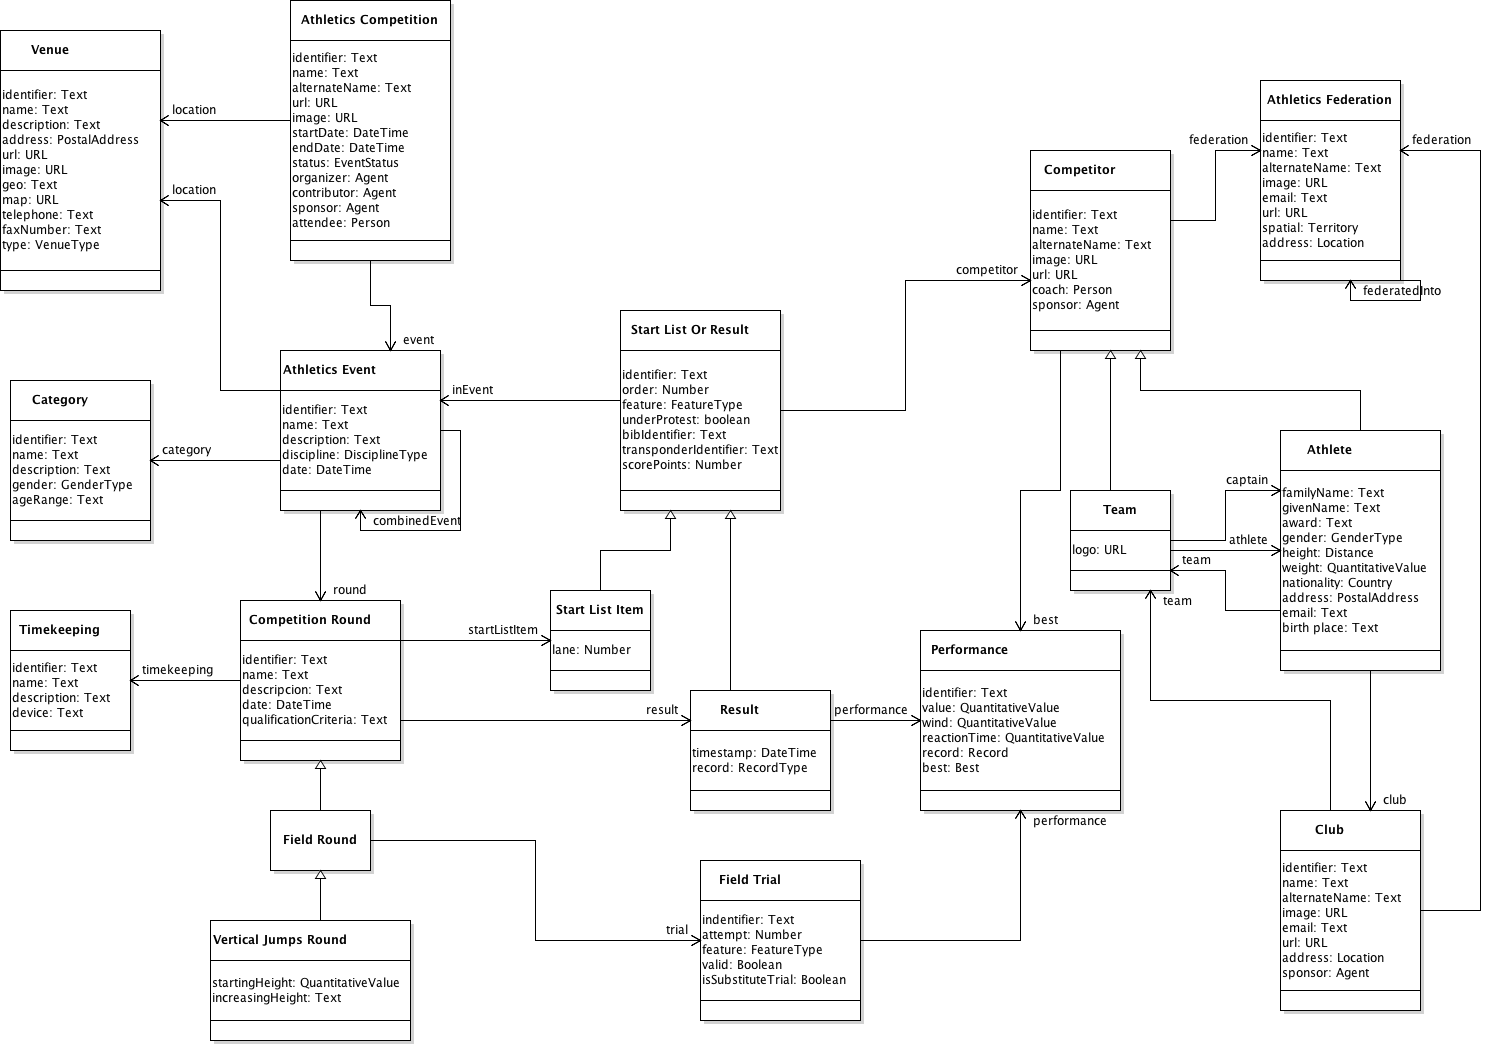 Athletics Competition
identifier: Text
name: Text
alternateName: Text
url: URL
image: URL
startDate: DateTime
endDate: DateTime
status: EventStatus
organizer: Agent
contributor: Agent
sponsor: Agent
attendee: Person
Venue
identifier: Text
name: Text
description: Text
address: PostalAddress
url: URL
image: URL
geo: Text
map: URL
telephone: Text
faxNumber: Text
type: VenueType
location
location
event
Athletics Federation
identifier: Text
name: Text
alternateName: Text
image: URL
email: Text
url: URL
spatial: Territory
address: Location
federation
federation
federatedInto
Competitor
identifier: Text
name: Text
alternateName: Text
image: URL
url: URL
coach: Person
sponsor: Agent
competitor
Start List Or Result
identifier: Text
order: Number
feature: FeatureType
underProtest: boolean
bibIdentifier: Text
transponderIdentifier: Text
scorePoints: Number
inEvent
Athletics Event
identifier: Text
name: Text
description: Text
discipline: DisciplineType
date: DateTime
combinedEvent
Category
identifier: Text
name: Text
description: Text
gender: GenderType
ageRange: Text
category
Athlete
familyName: Text
givenName: Text
award: Text
gender: GenderType
height: Distance
weight: QuantitativeValue
nationality: Country
address: PostalAddress
email: Text
birth place: Text
captain
athlete
team
Team
logo: URL
team
round
Competition Round
identifier: Text
name: Text
descripcion: Text
date: DateTime
qualificationCriteria: Text
Timekeeping
identifier: Text
name: Text
description: Text
device: Text
timekeeping
startListItem
Start List Item
lane: Number
result
Result
timestamp: DateTime
record: RecordType
performance
best
Performance
identifier: Text
value: QuantitativeValue
wind: QuantitativeValue
reactionTime: QuantitativeValue
record: Record
best: Best
performance
club
Club
identifier: Text
name: Text
alternateName: Text
image: URL
email: Text
url: URL
address: Location
sponsor: Agent
Field Round
trial
Field Trial
indentifier: Text
attempt: Number
feature: FeatureType
valid: Boolean
isSubstituteTrial: Boolean
Vertical Jumps Round
startingHeight: QuantitativeValue
increasingHeight: Text